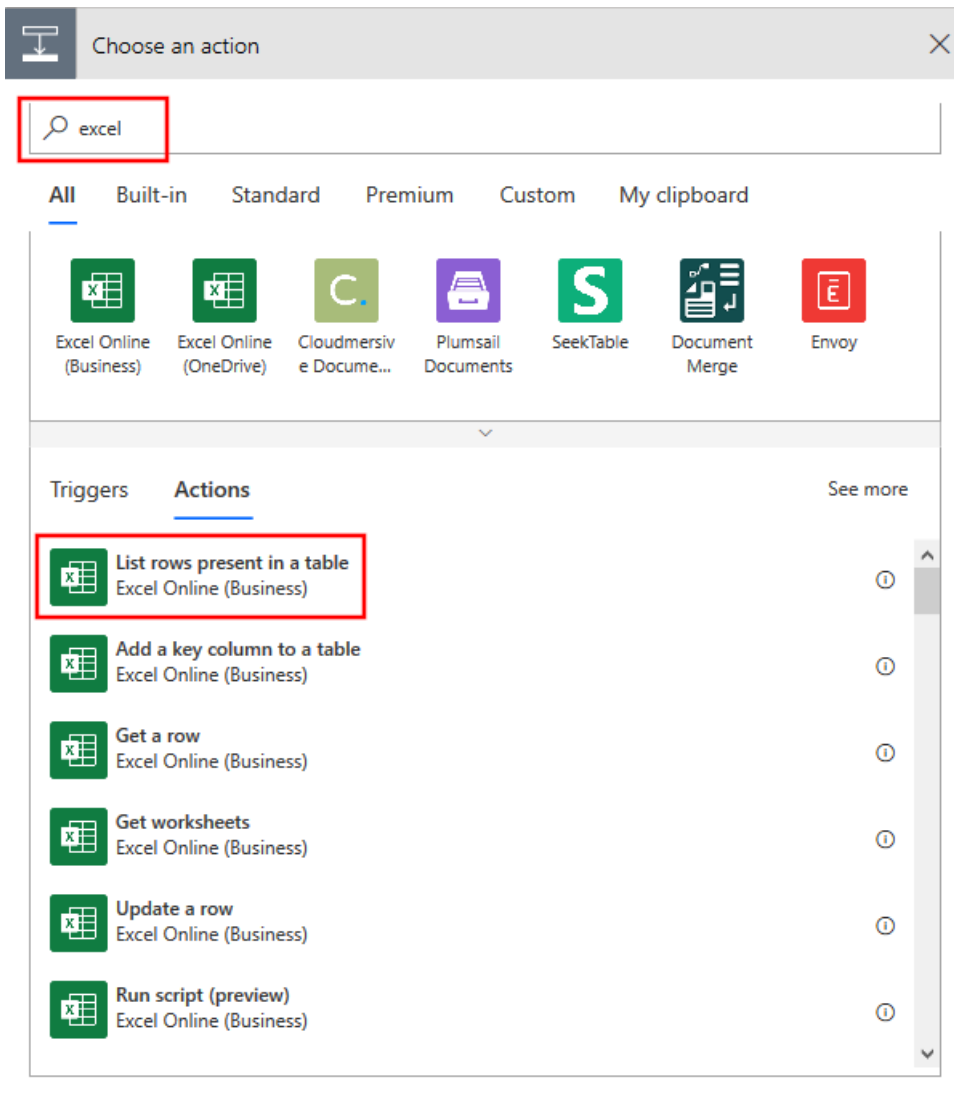 Choose an action
excel
All Built-in Standard Premium Custom My clipboard
Excel Online (Business)
Excel Online (OneDrive)
Cloudmersiv e Docume...
Plumsail Documents
SeekTable
Document Merge
Envoy
Triggers Actions See more
List rows present in a table
Excel Online (Business)
Add a key column to a table
Excel Online (Business)
Get a row
Excel Online (Business)
Get worksheets
Excel Online (Business)
Update a row
Excel Online (Business)
Run script (preview)
Excel Online (Business)